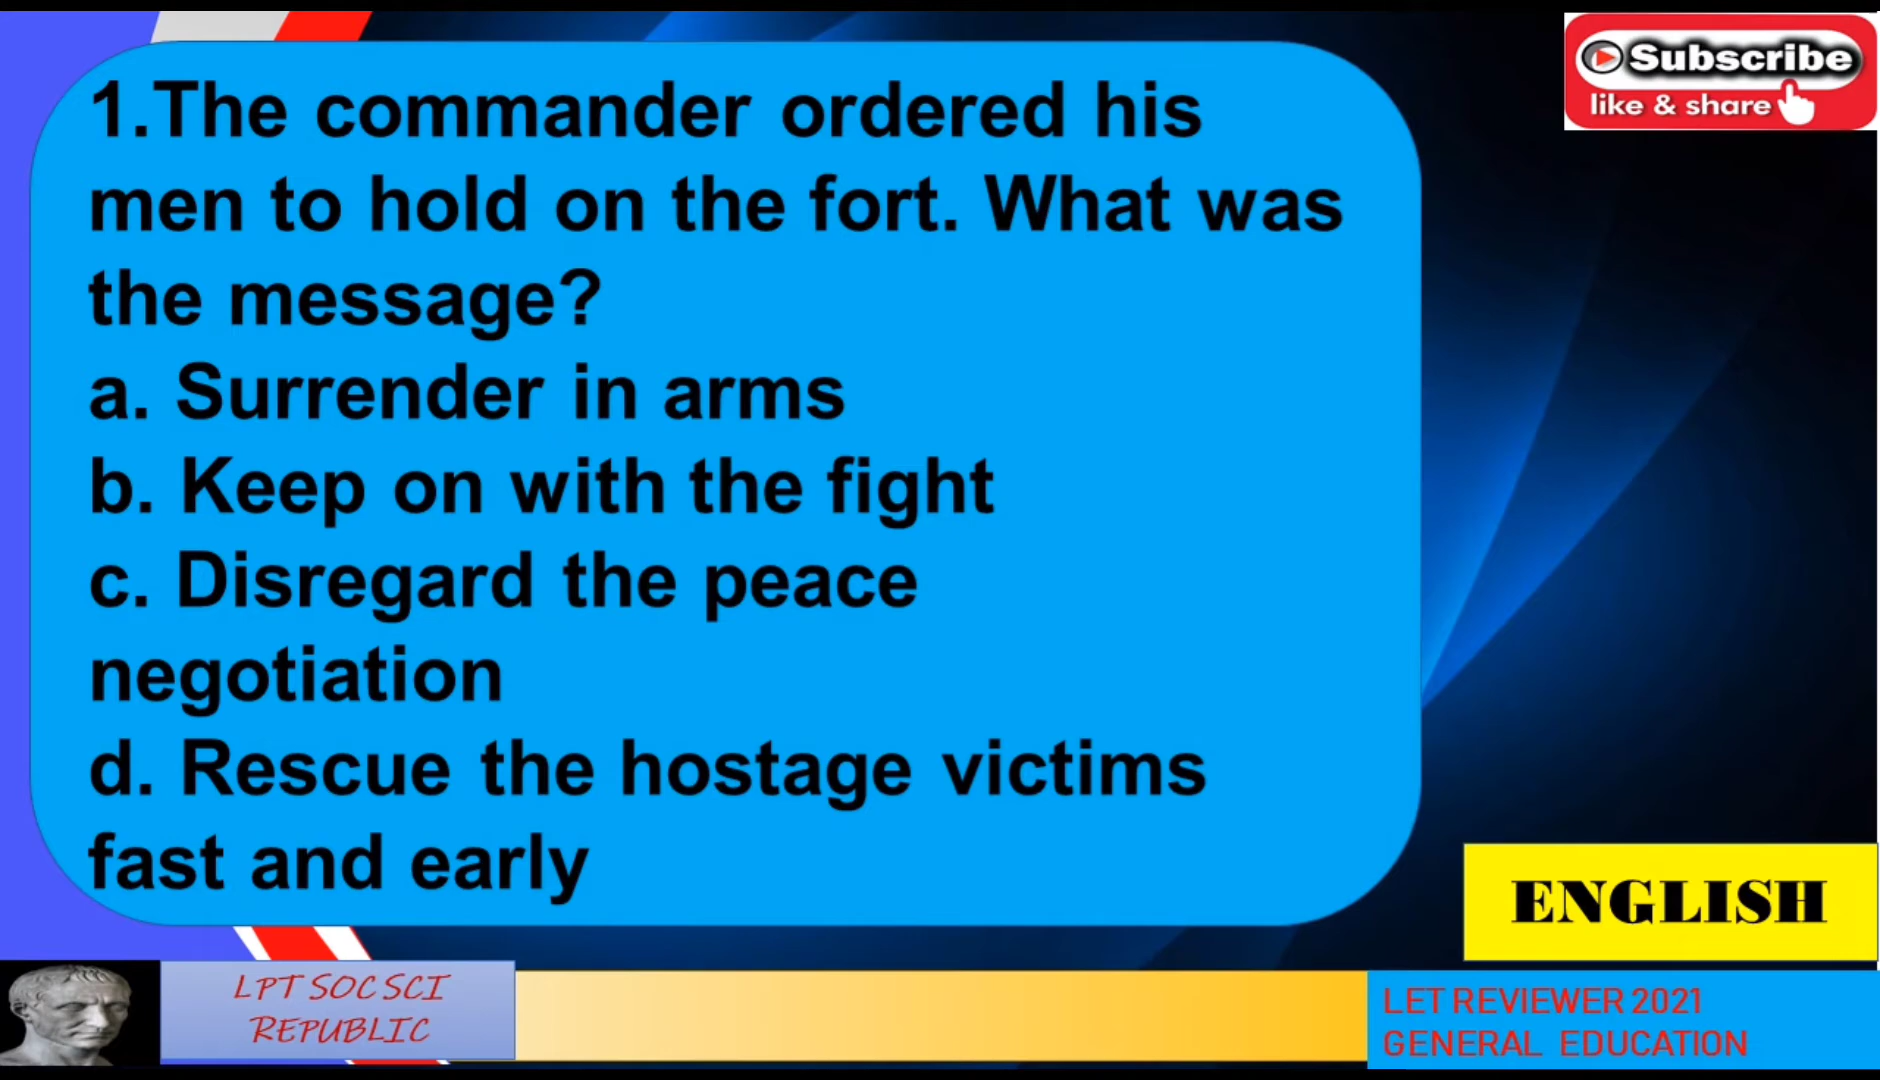 1.The commander ordered his
men to hold on the fort. What was
the message?
a. Surrender in arms
b. Keep on with the fight
c. Disregard the peace
negotiation
d. Rescue the hostage victims
fast and early
Subscribe
like & share
ENGLISH
LPT SOC SCI
REPUBLIC
LET REVIEWER 2021
GENERAL EDUCATION